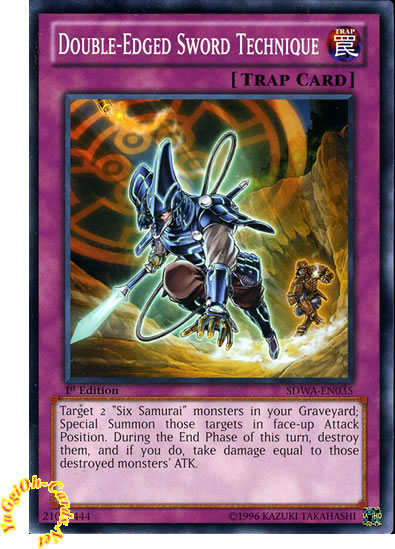 DOUBLE-EDGED SWORD TECHNIQUE
TRAP
罠
[TRAP CARD]
1st Edition
SDWA-EN035
Target 2 "Six Samurai" monsters in your Graveyard;
Special Summon those targets in face-up Attack
Position. During the End Phase of this turn, destroy
them, and if you do, take damage equal to those
destroyed monsters' ATK.
444
©1996 KAZUKI TAKAHASHI
YuGeiOh-Cards.Net